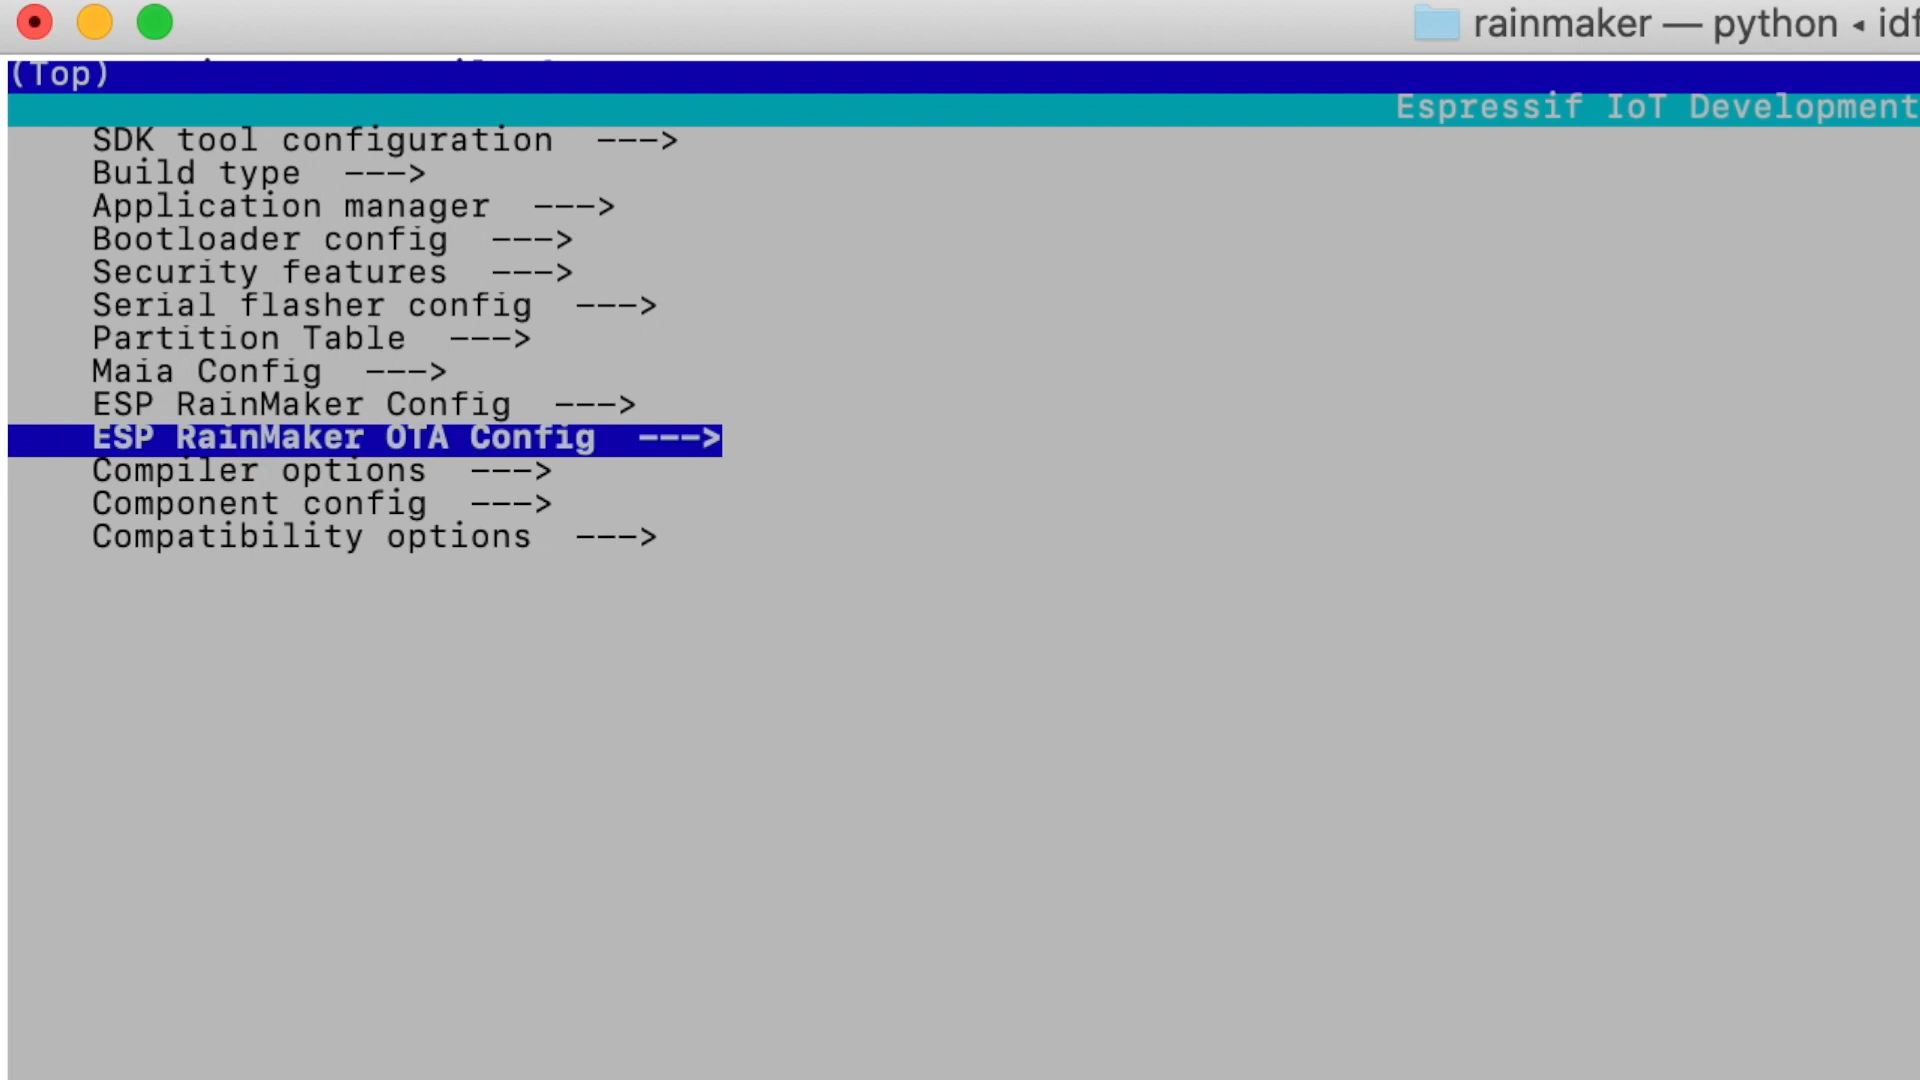 rainmaker — python ◂ idf
(Top)
Espressif IoT Development
SDK tool configuration --->
Build type --->
Application manager --->
Bootloader config --->
Security features --->
Serial flasher config --->
Partition Table --->
Maia Config --->
ESP RainMaker Config --->
ESP RainMaker OTA Config --->
Compiler options --->
Component config --->
Compatibility options --->